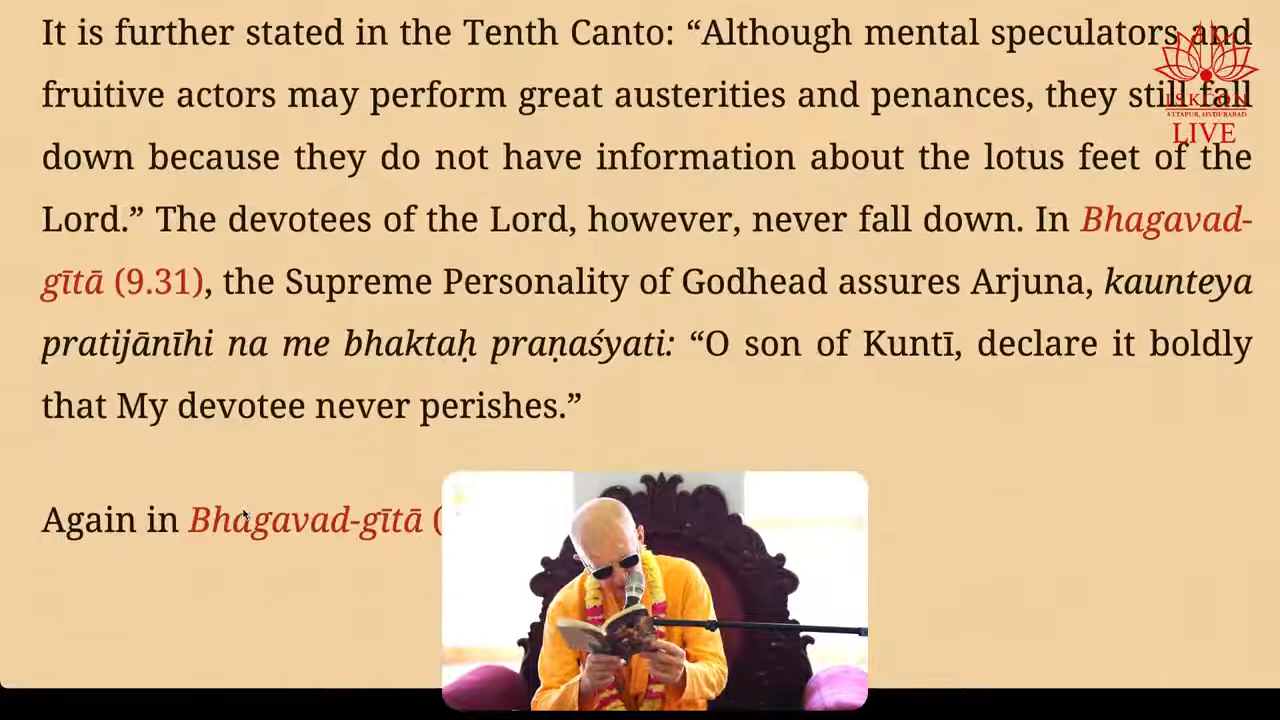 It is further stated in the Tenth Canto: “Although mental speculators and
fruitive actors may perform great austerities and penances, they still fall
down because they do not have information about the lotus feet of the
Lord.” The devotees of the Lord, however, never fall down. In Bhagavad-
gītā (9.31), the Supreme Personality of Godhead assures Arjuna, kaunteya
pratijānīhi na me bhaktaḥ praṇaśyati: “O son of Kuntī, declare it boldly
that My devotee never perishes.”
Again in Bhagavad-gītā (
ISKCON
ATTAPUR, HYDERABAD
LIVE